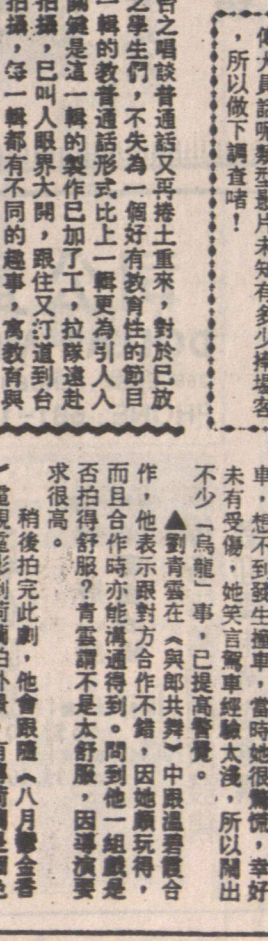 ，所以做下調查啫！
台之唱談普通話又再捲土重來，對於已放
之學生們，不失為一個好有教育性的節目
一輯的教普通話形式比上一輯更為引人入
關鍵是這一輯的製作已加了工，拉隊遠赴
拍攝，已叫人眼界大開，跟住又汀道到台
拍攝，每一輯都有不同的趣事，寓教育與
車，想不到發生撞車，當時她很驚慌，幸好
未有受傷，她笑言駕車經驗太淺，所以鬧出
不少「烏龍」事，已提高警覺。
▲劉青雲在《與郎共舞》中跟溫碧霞合
作，他表示跟對方合作不錯，因她願玩得，
而且合作時亦能溝通得到。問到他一組戲是
否拍得舒服？青雲謂不是太舒服，因導演要
求很高。
稍後拍完此劇，他會跟隨《八月鬱金香